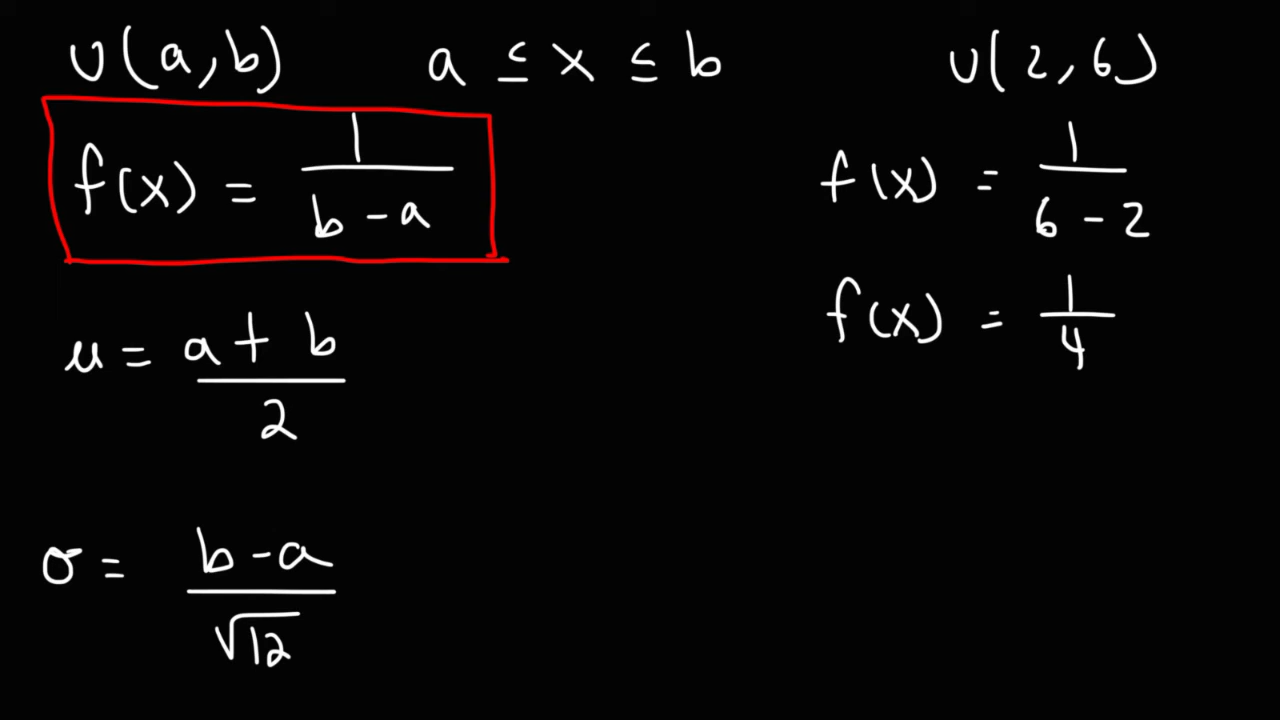 U(a,b) a ≤ x ≤ b
f(x) = 1/(b-a)
μ = (a+b)/2
σ = (b-a)/√12
U(2,6)
f(x) = 1/(6-2)
f(x) = 1/4